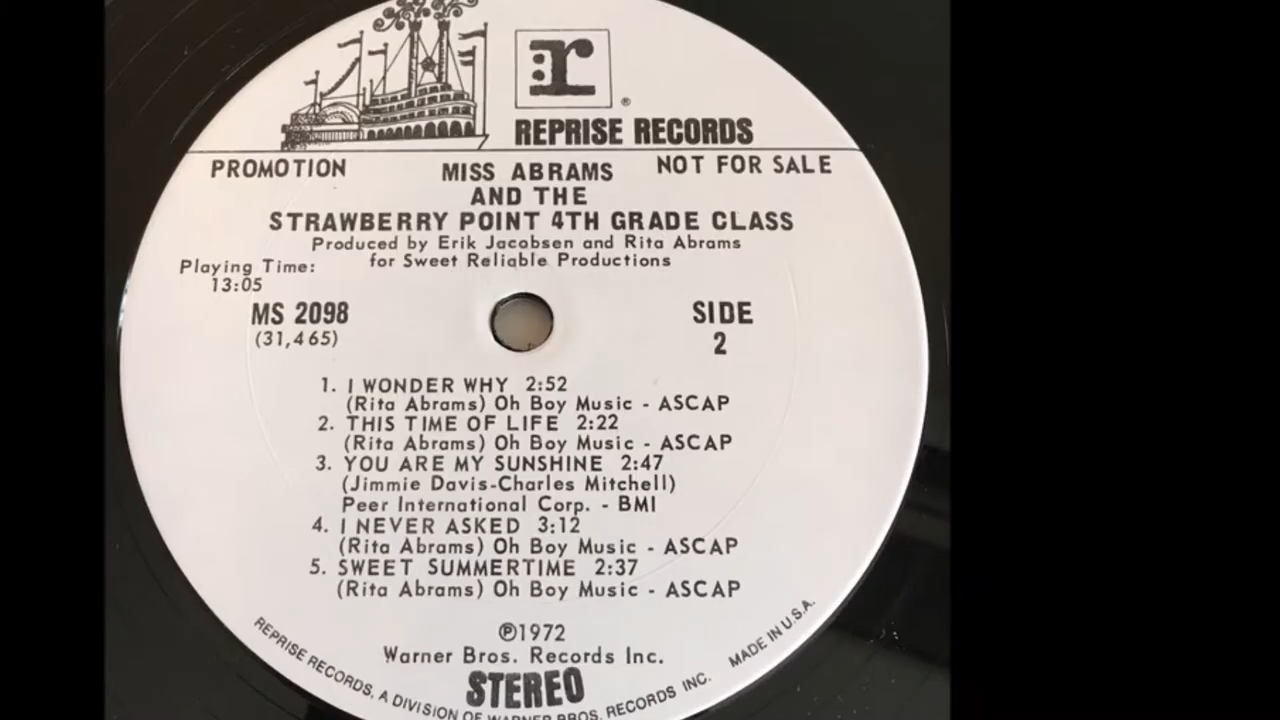 r
®
REPRISE RECORDS
PROMOTION
MISS ABRAMS
NOT FOR SALE
AND THE
STRAWBERRY POINT 4TH GRADE CLASS
Produced by Erik Jacobsen and Rita Abrams
for Sweet Reliable Productions
Playing Time:
13:05
MS 2098
(31,465)
SIDE
2
1. I WONDER WHY 2:52
(Rita Abrams) Oh Boy Music - ASCAP
2. THIS TIME OF LIFE 2:22
(Rita Abrams) Oh Boy Music - ASCAP
3. YOU ARE MY SUNSHINE 2:47
(Jimmie Davis-Charles Mitchell)
Peer International Corp. - BMI
4. I NEVER ASKED 3:12
(Rita Abrams) Oh Boy Music - ASCAP
5. SWEET SUMMERTIME 2:37
(Rita Abrams) Oh Boy Music - ASCAP
℗1972
Warner Bros. Records Inc.
STEREO
REPRISE RECORDS, A DIVISION OF WARNER BROS. RECORDS INC. MADE IN U.S.A.